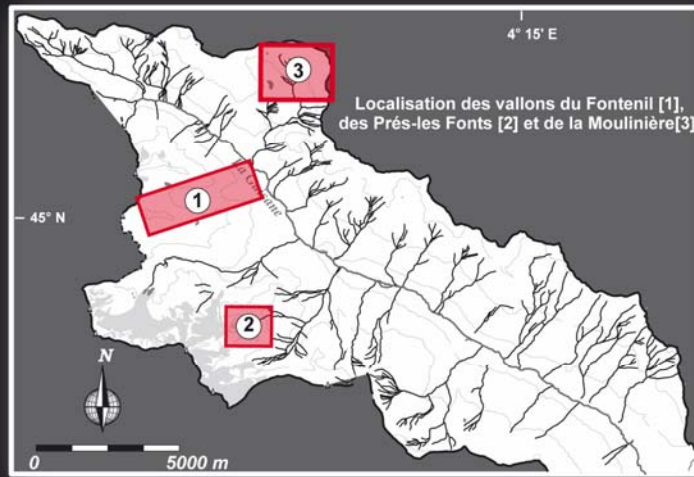 4° 15' E
3
Localisation des vallons du Fontenil [1],
des Prés-les Fonts [2] et de la Moulinière[3]
1
45° N
2
N
0 5000 m